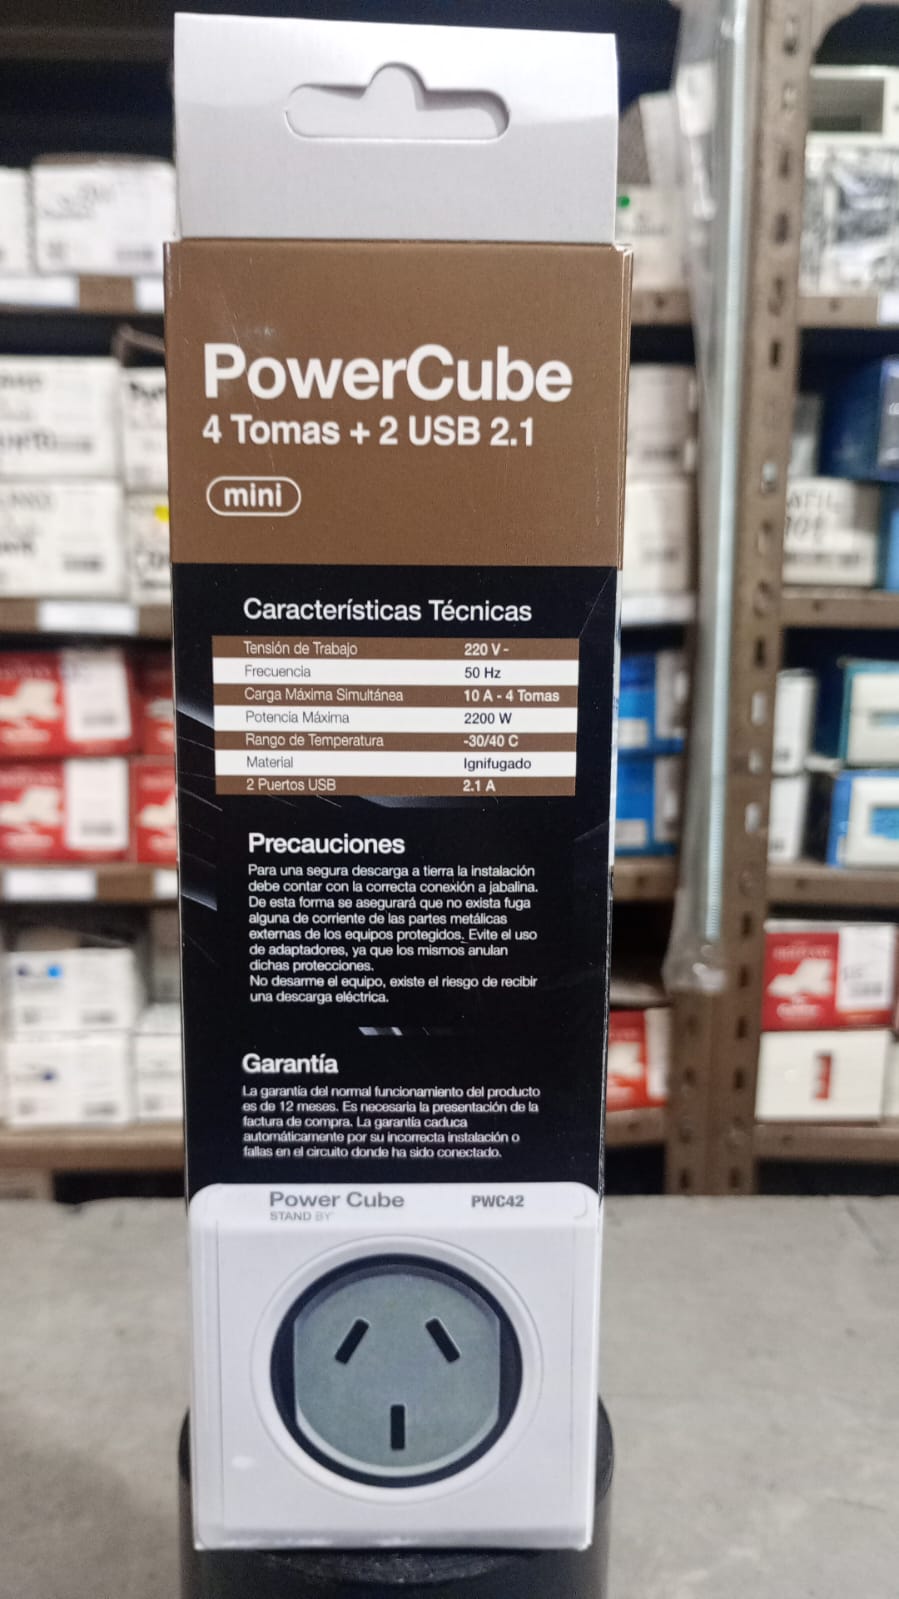 PowerCube
4 Tomas + 2 USB 2.1
mini
Características Técnicas
Tensión de Trabajo 220 V ~
Frecuencia 50 Hz
Carga Máxima Simultánea 10 A - 4 Tomas
Potencia Máxima 2200 W
Rango de Temperatura -30/40 C
Material Ignifugado
2 Puertos USB 2.1 A
Precauciones
Para una segura descarga a tierra la instalación
debe contar con la correcta conexión a jabalina.
De esta forma se asegurará que no exista fuga
alguna de corriente de las partes metálicas
externas de los equipos protegidos. Evite el uso
de adaptadores, ya que los mismos anulan
dichas protecciones.
No desarme el equipo, existe el riesgo de recibir
una descarga eléctrica.
Garantía
La garantía del normal funcionamiento del producto
es de 12 meses. Es necesaria la presentación de la
factura de compra. La garantía caduca
automáticamente por su incorrecta instalación o
fallas en el circuito donde ha sido conectado.
Power Cube PWC42
STAND BY